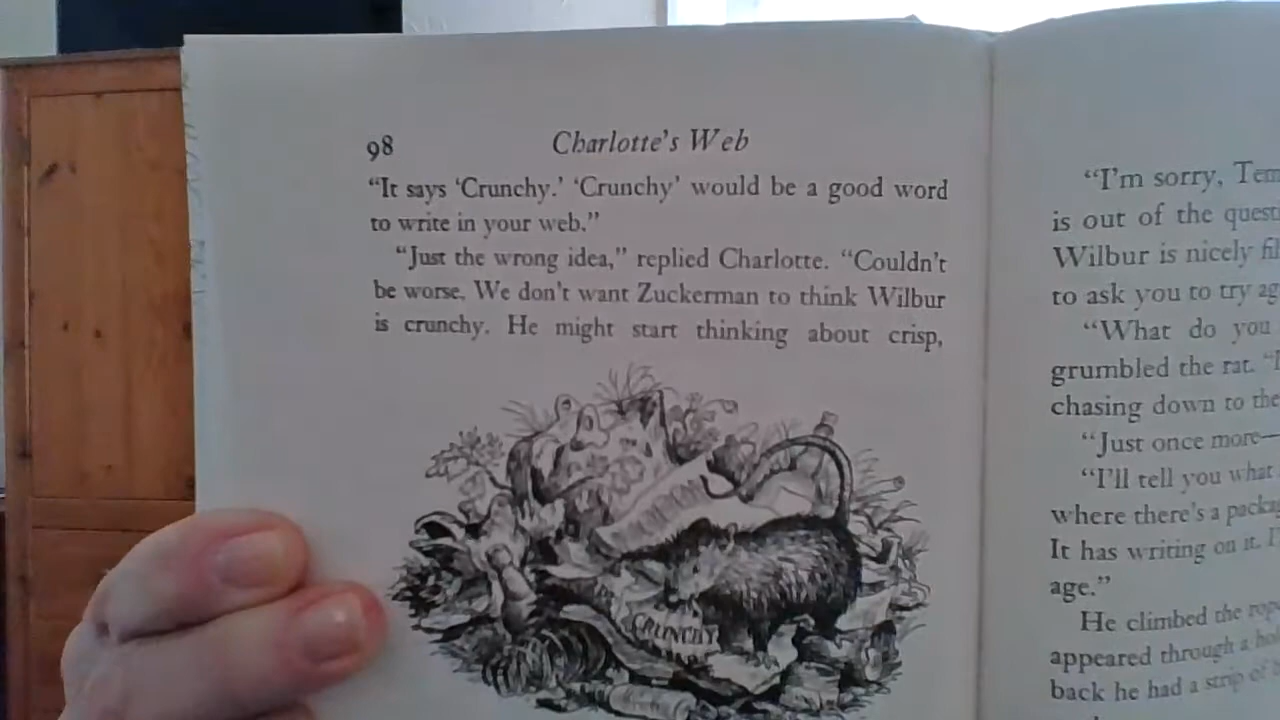 98
Charlotte's Web
“It says ‘Crunchy.’ ‘Crunchy’ would be a good word
to write in your web.”
“Just the wrong idea,” replied Charlotte. “Couldn't
be worse. We don't want Zuckerman to think Wilbur
is crunchy. He might start thinking about crisp,
CRUNCHY
“I'm sorry,
is out of the
Wilbur is nicely
to ask you to try
“What do you
grumbled the rat.
chasing down to the
“Just once more—
“I'll tell you what
where there's a
It has writing on it.
age.”
He climbed the
appeared through a
back he had a strip of